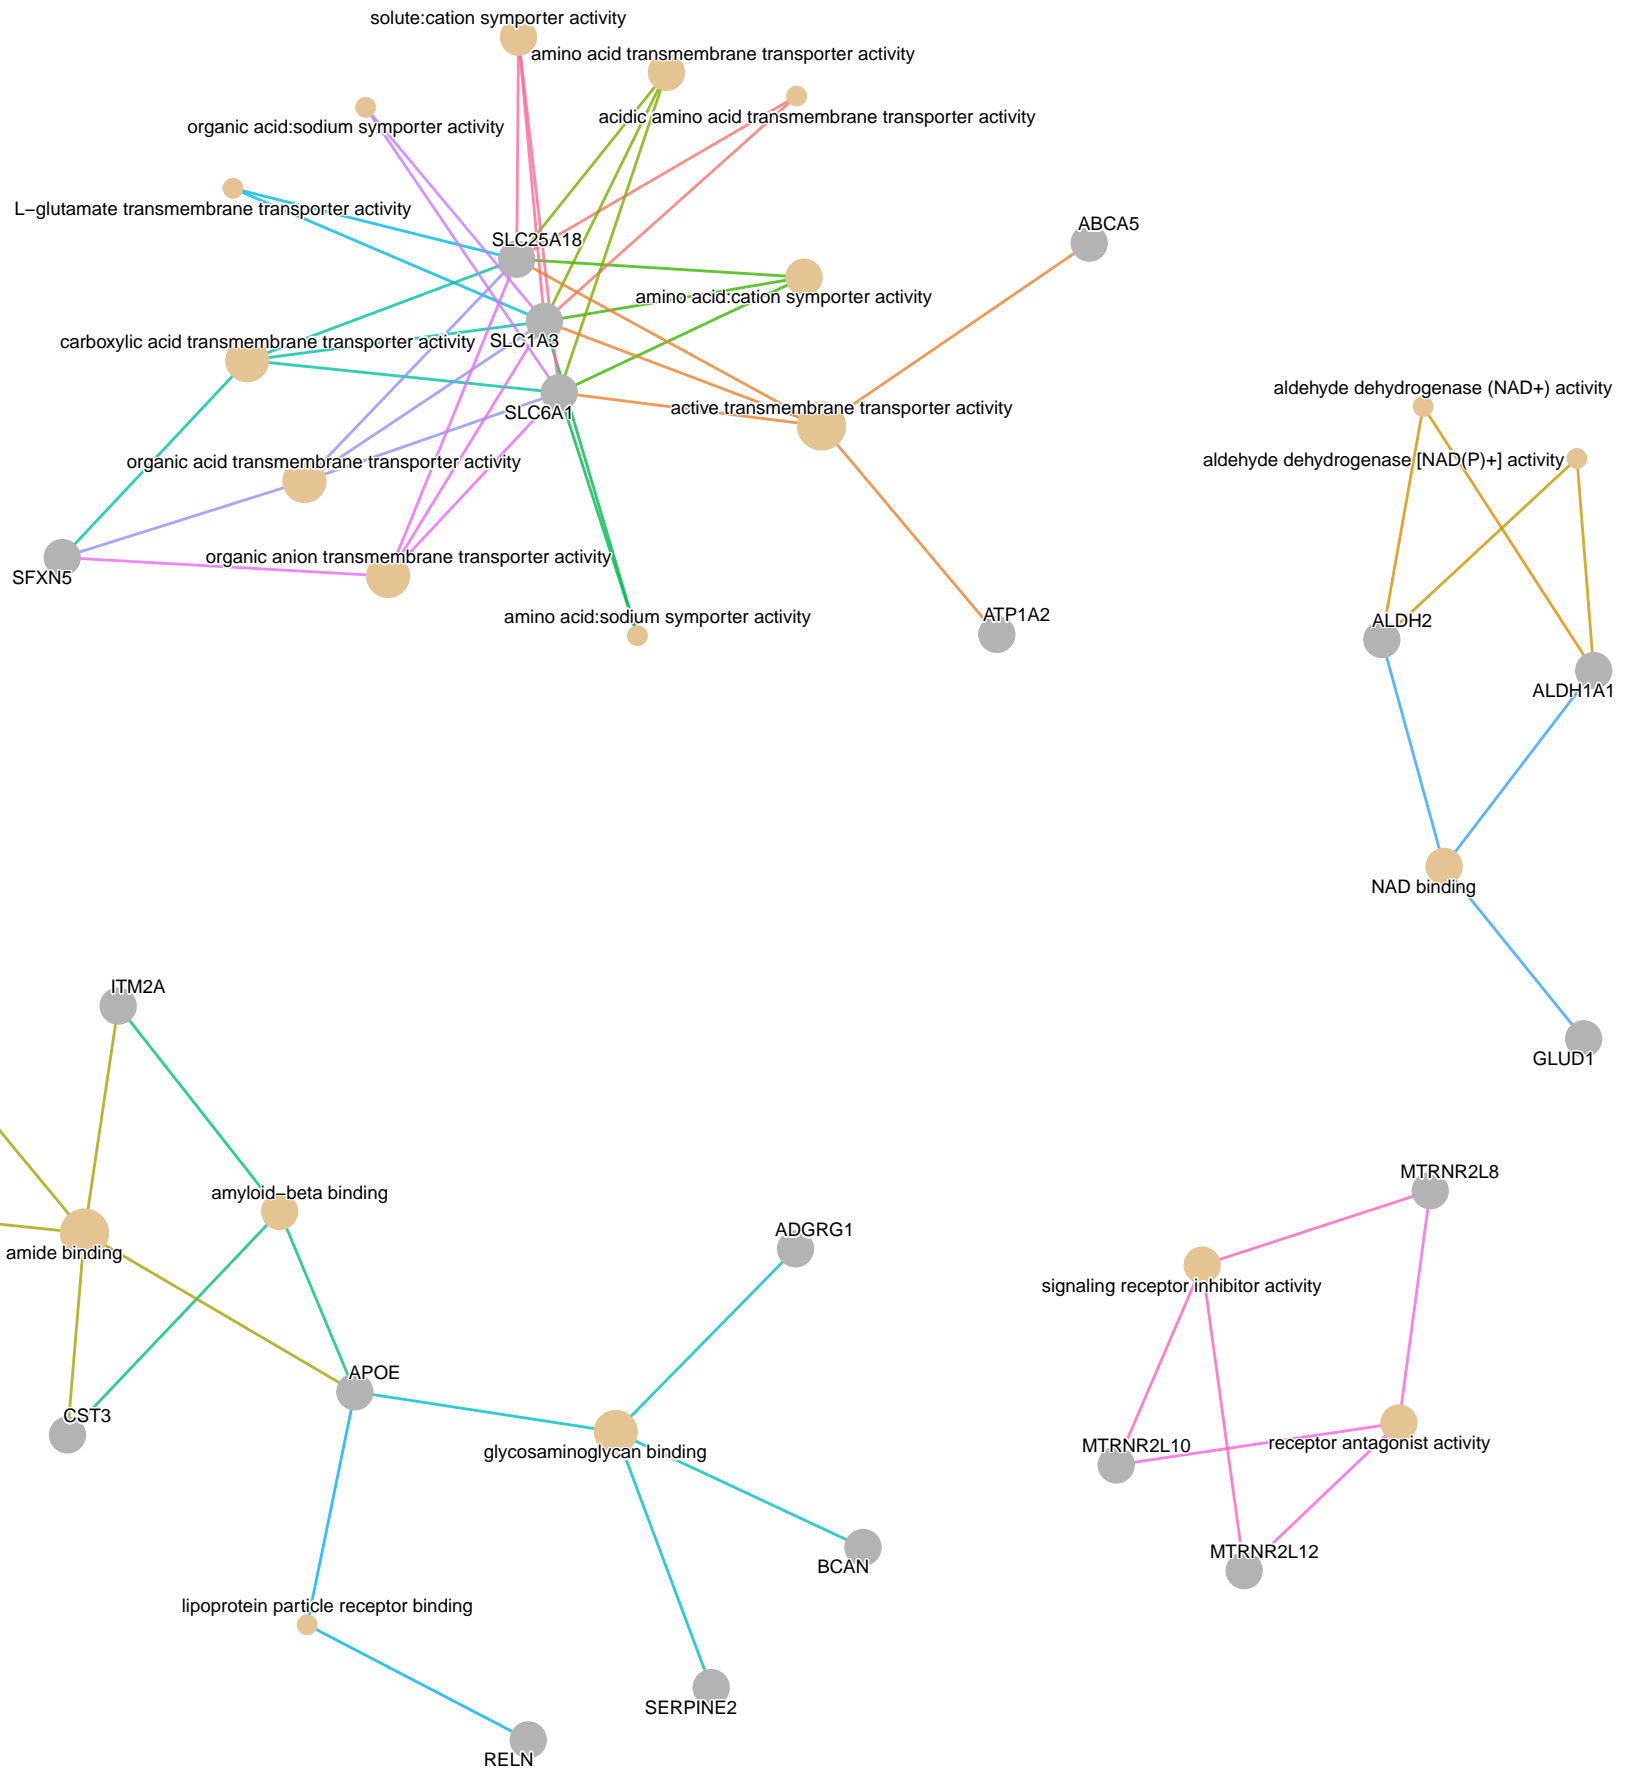 solute:cation symporter activity
amino acid transmembrane transporter activity
acidic amino acid transmembrane transporter activity
organic acid:sodium symporter activity
L−glutamate transmembrane transporter activity
ABCA5
SLC25A18
amino acid:cation symporter activity
carboxylic acid transmembrane transporter activity
SLC1A3
aldehyde dehydrogenase (NAD+) activity
SLC6A1
active transmembrane transporter activity
organic acid transmembrane transporter activity
aldehyde dehydrogenase [NAD(P)+] activity
organic anion transmembrane transporter activity
SFXN5
amino acid:sodium symporter activity
ATP1A2
ALDH2
ALDH1A1
NAD binding
ITM2A
GLUD1
MTRNR2L8
amyloid−beta binding
ADGRG1
amide binding
signaling receptor inhibitor activity
APOE
CST3
MTRNR2L10
receptor antagonist activity
glycosaminoglycan binding
MTRNR2L12
BCAN
lipoprotein particle receptor binding
SERPINE2
RELN